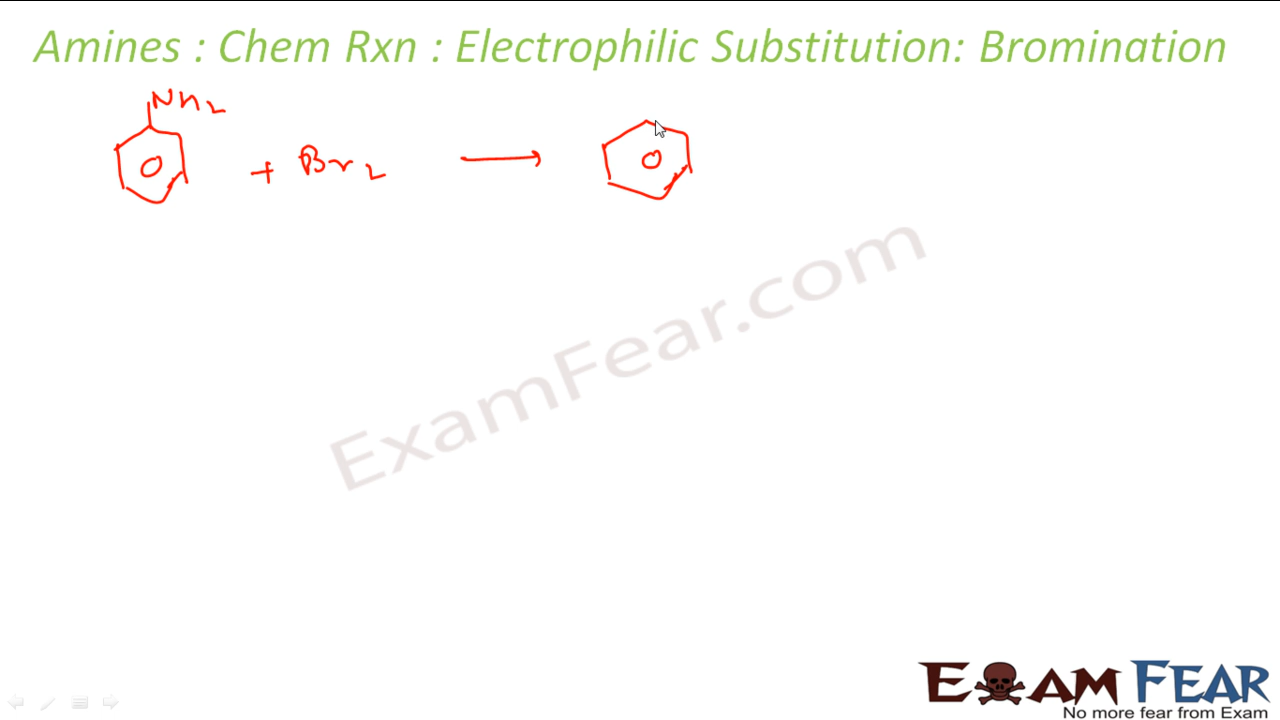 Amines : Chem Rxn : Electrophilic Substitution: Bromination
NH2
+ Br2
ExamFear.com
EXAM FEAR
No more fear from Exam